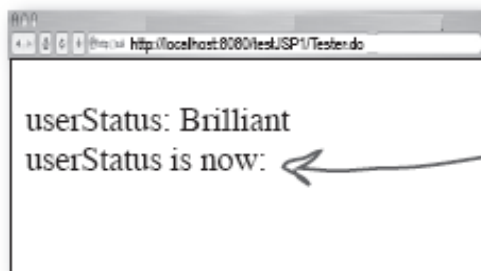 http://localhost:8080/testJSP1/Tester.do
userStatus: Brilliant
userStatus is now: